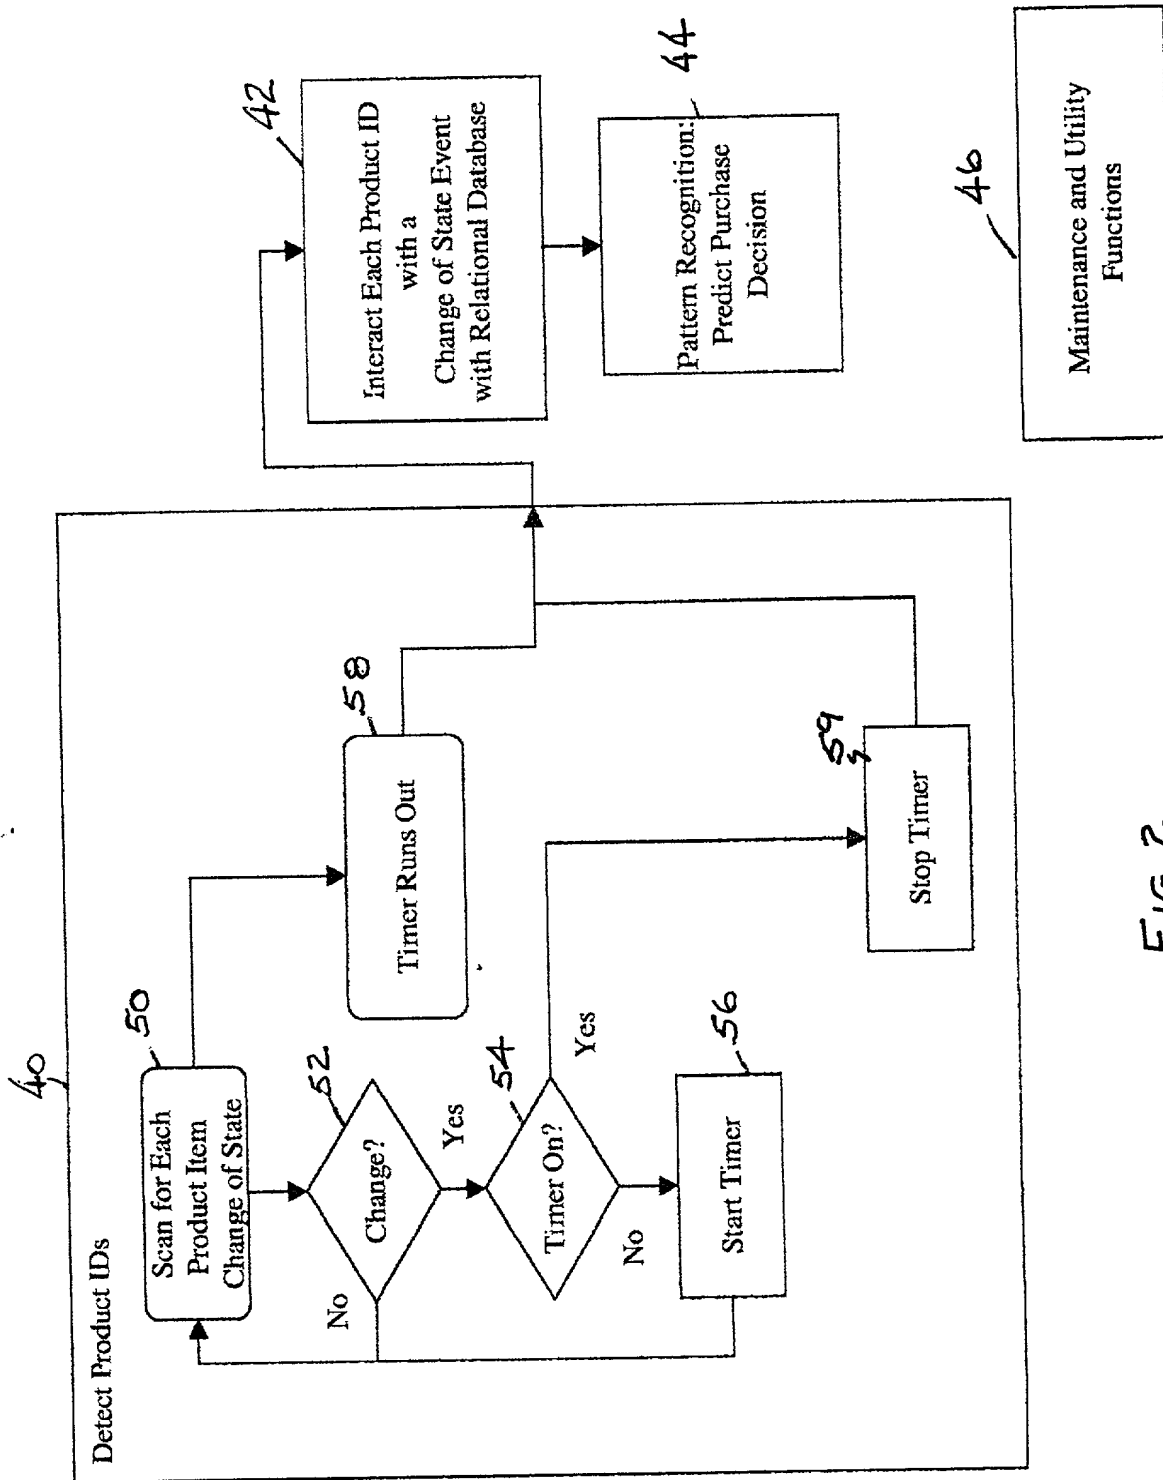 40
Detect Product IDs
50
Scan for Each
Product Item
Change of State
52
Change?
No
Yes
54
Timer On?
Yes
No
56
Start Timer
58
Timer Runs Out
59
Stop Timer
42
Interact Each Product ID
with a
Change of State Event
with Relational Database
44
Pattern Recognition:
Predict Purchase
Decision
46
Maintenance and Utility
Functions